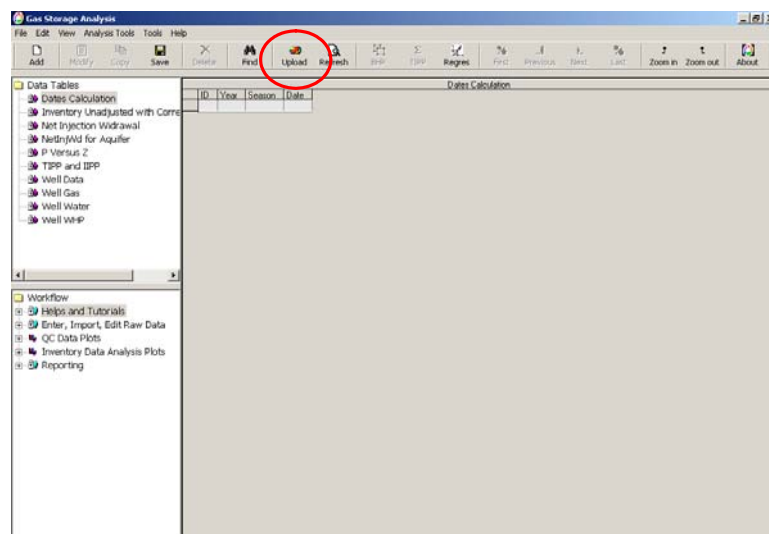 Gas Storage Analysis
File Edit View Analysis Tools Tools Help
Add Modify Copy Save Delete Find Upload Refresh BHP TIPP Regres First Previous Next Last Zoom in Zoom out About
Data Tables
Dates Calculation
Inventory Unadjusted with Corre
Net Injection Widrawal
NetInjWd for Aquifer
P Versus Z
TIPP and IIPP
Well Data
Well Gas
Well Water
Well WHP
Dates Calculation
ID Year Season Date
Workflow
Helps and Tutorials
Enter, Import, Edit Raw Data
QC Data Plots
Inventory Data Analysis Plots
Reporting